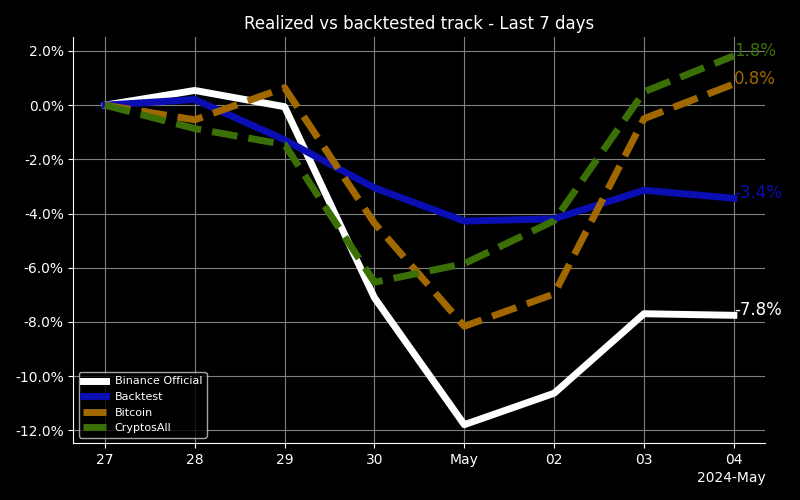 Realized vs backtested track - Last 7 days
2.0%
0.0%
-2.0%
-4.0%
-6.0%
-8.0%
-10.0%
-12.0%
1.8%
0.8%
-3.4%
-7.8%
Binance Official
Backtest
Bitcoin
CryptosAll
27 28 29 30 May 02 03 04
2024-May